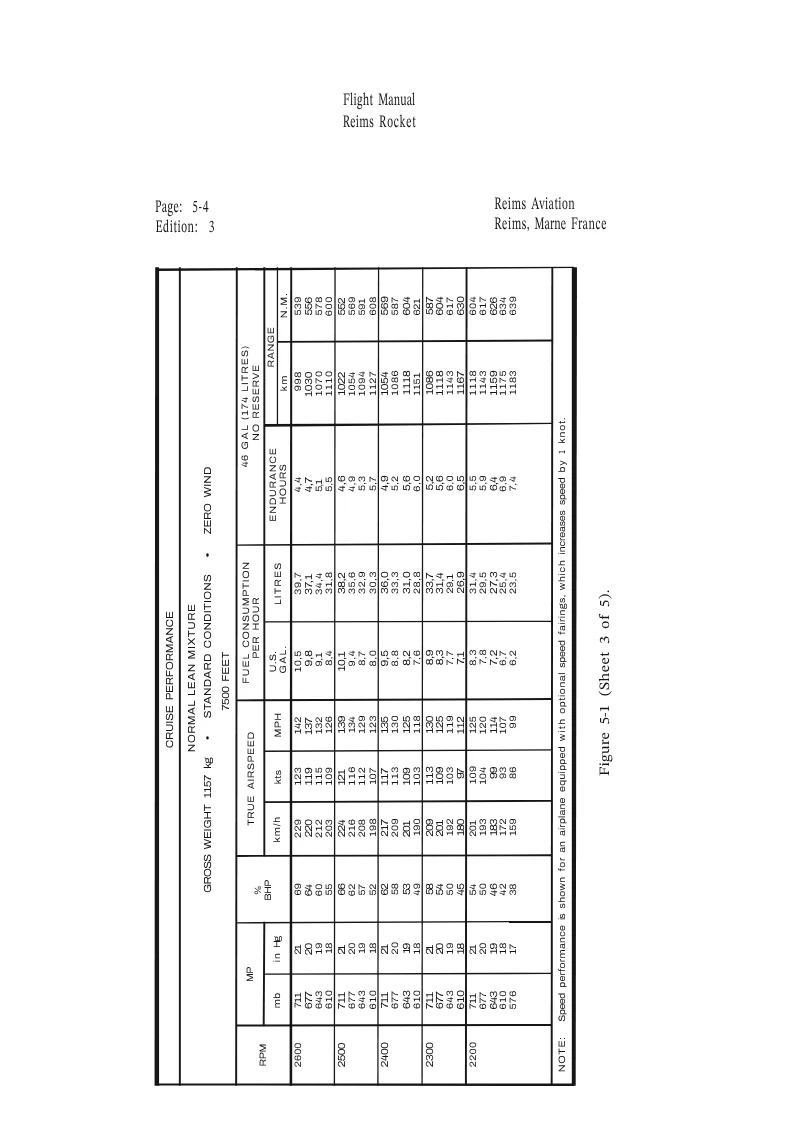 Flight Manual
Reims Rocket
Page: 5-4
Edition: 3
Reims Aviation
Reims, Marne France
CRUISE PERFORMANCE
NORMAL LEAN MIXTURE
GROSS WEIGHT 1157 kg • STANDARD CONDITIONS • ZERO WIND
7500 FEET
RPM MP % BHP TRUE AIRSPEED FUEL CONSUMPTION PER HOUR 46 GAL (174 LITRES) NO RESERVE
ENDURANCE HOURS RANGE
mb in Hg km/h kts MPH U.S. GAL. LITRES km N.M.
2600 711 21 69 229 123 142 10,5 39,7 4,4 998 539
677 20 64 220 119 137 9,8 37,1 4,7 1030 556
643 19 60 212 115 132 9,1 34,4 5,1 1070 578
610 18 55 203 109 126 8,4 31,8 5,5 1110 600
2500 711 21 66 224 121 139 10,1 38,2 4,6 1022 552
677 20 62 216 116 134 9,4 35,6 4,9 1054 569
643 19 57 208 112 129 8,7 32,9 5,3 1094 591
610 18 52 198 107 123 8,0 30,3 5,7 1127 608
2400 711 21 62 217 117 135 9,5 36,0 4,9 1054 569
677 20 58 209 113 130 8,8 33,3 5,2 1086 587
643 19 53 201 109 125 8,2 31,0 5,6 1118 604
610 18 49 190 103 118 7,6 28,8 6,0 1151 621
2300 711 21 58 209 113 130 8,9 33,7 5,2 1086 587
677 20 54 201 109 125 8,3 31,4 5,6 1118 604
643 19 50 192 103 119 7,7 29,1 6,0 1143 617
610 18 45 180 97 112 7,1 26,9 6,5 1167 630
2200 711 21 54 201 109 125 8,3 31,4 5,5 1118 604
677 20 50 193 104 120 7,8 29,5 5,9 1143 617
643 19 46 183 99 114 7,2 27,3 6,4 1159 626
610 18 42 172 93 107 6,7 25,4 6,9 1175 634
576 17 38 159 86 99 6,2 23,5 7,4 1183 639
NOTE: Speed performance is shown for an airplane equipped with optional speed fairings, which increases speed by 1 knot.
Figure 5-1 (Sheet 3 of 5).